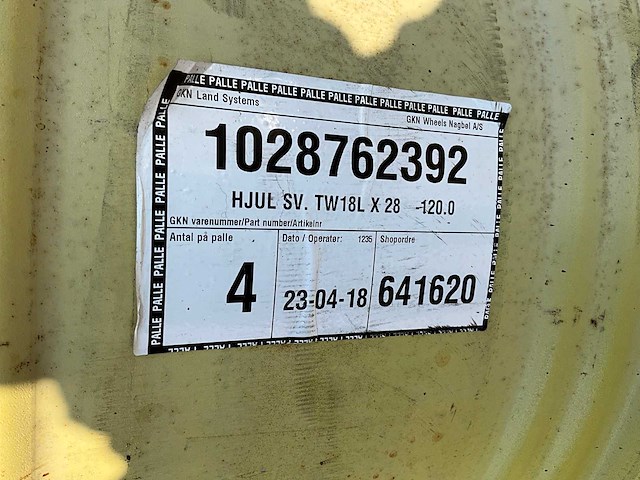 PALLE PALLE PALLE PALLE PALLE PALLE PALLE PALLE PALLE PALLE PALLE
GKN Land Systems
GKN Wheels Nagbøl A/S
1028762392
HJUL SV. TW18L X 28 -120.0
GKN varenummer/Part number/Artikelnr
Antal på palle
Dato / Operatør: 1235
Shopordre
4
23-04-18
641620